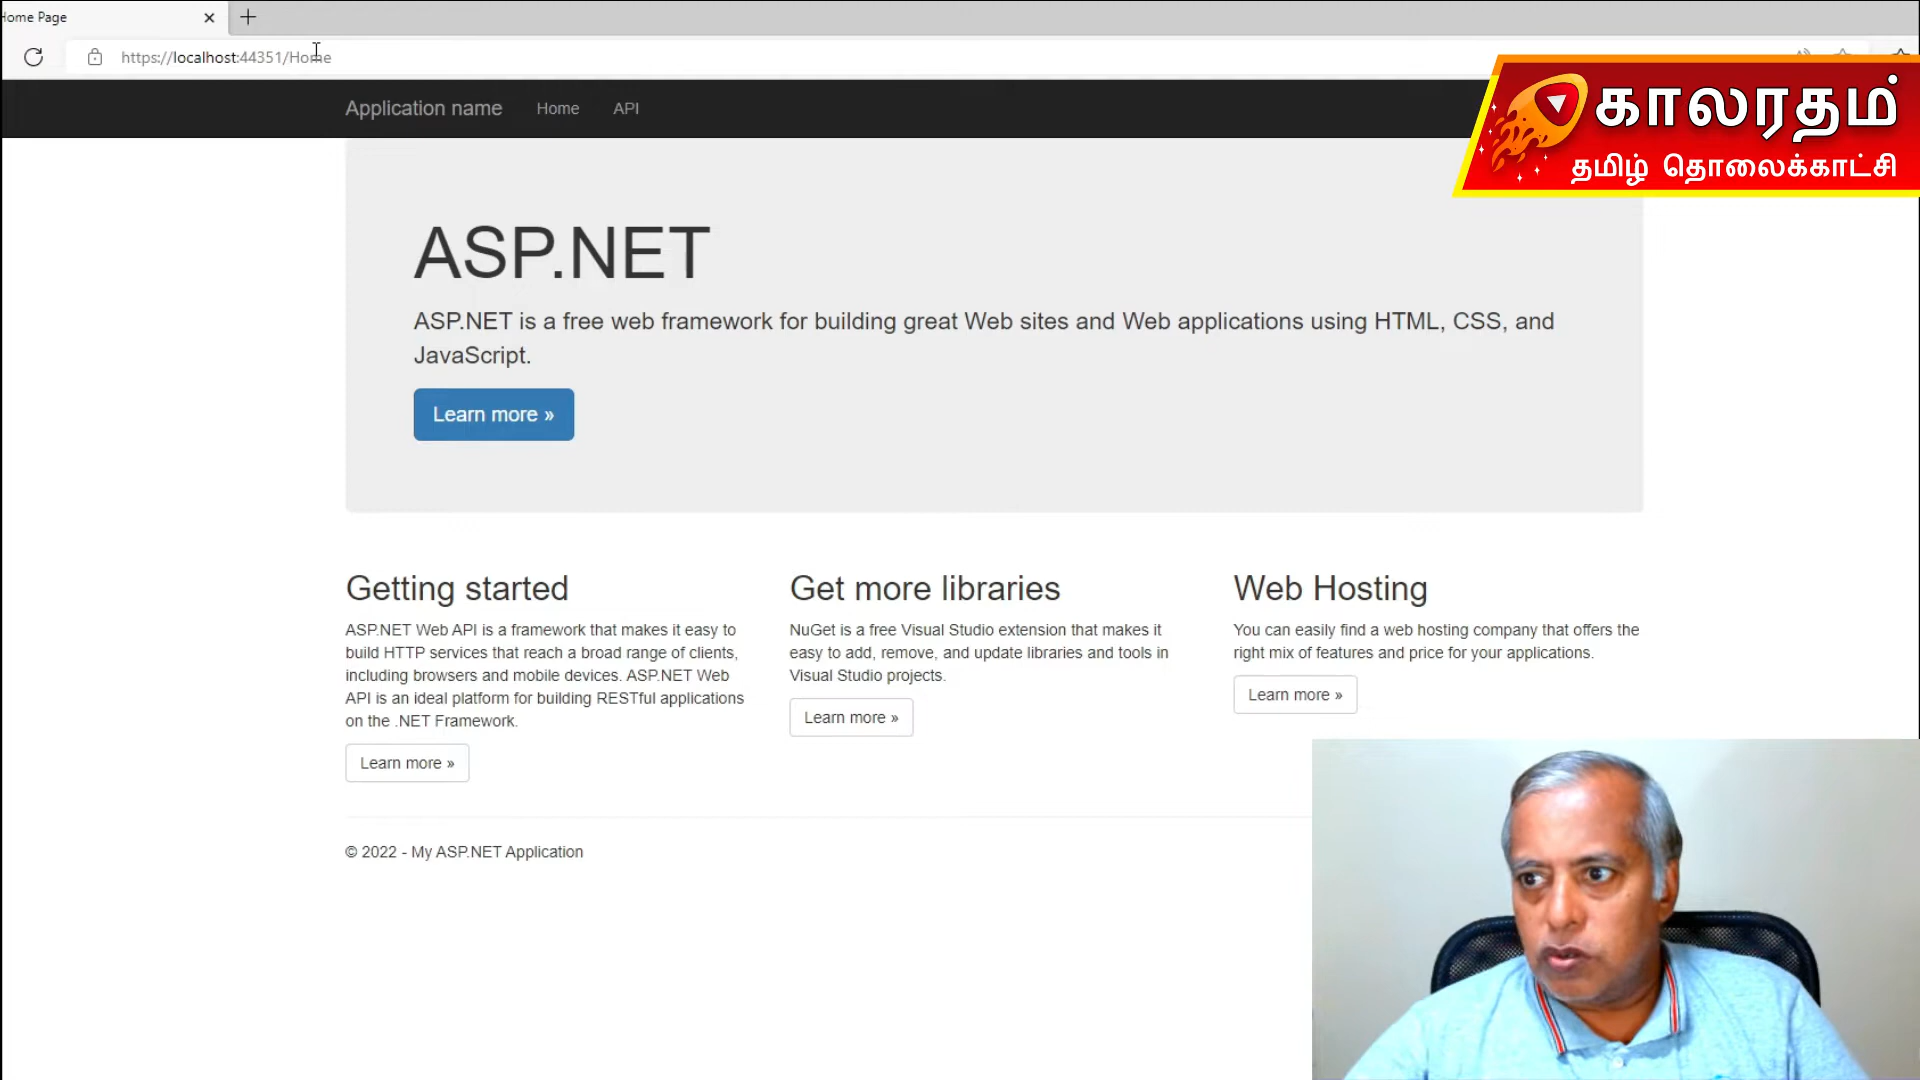 Home Page
https://localhost:44351/Home
Application name Home API
காலரதம்
தமிழ் தொலைக்காட்சி
ASP.NET
ASP.NET is a free web framework for building great Web sites and Web applications using HTML, CSS, and
JavaScript.
Learn more »
Getting started
ASP.NET Web API is a framework that makes it easy to
build HTTP services that reach a broad range of clients,
including browsers and mobile devices. ASP.NET Web
API is an ideal platform for building RESTful applications
on the .NET Framework.
Learn more »
Get more libraries
NuGet is a free Visual Studio extension that makes it
easy to add, remove, and update libraries and tools in
Visual Studio projects.
Learn more »
Web Hosting
You can easily find a web hosting company that offers the
right mix of features and price for your applications.
Learn more »
© 2022 - My ASP.NET Application